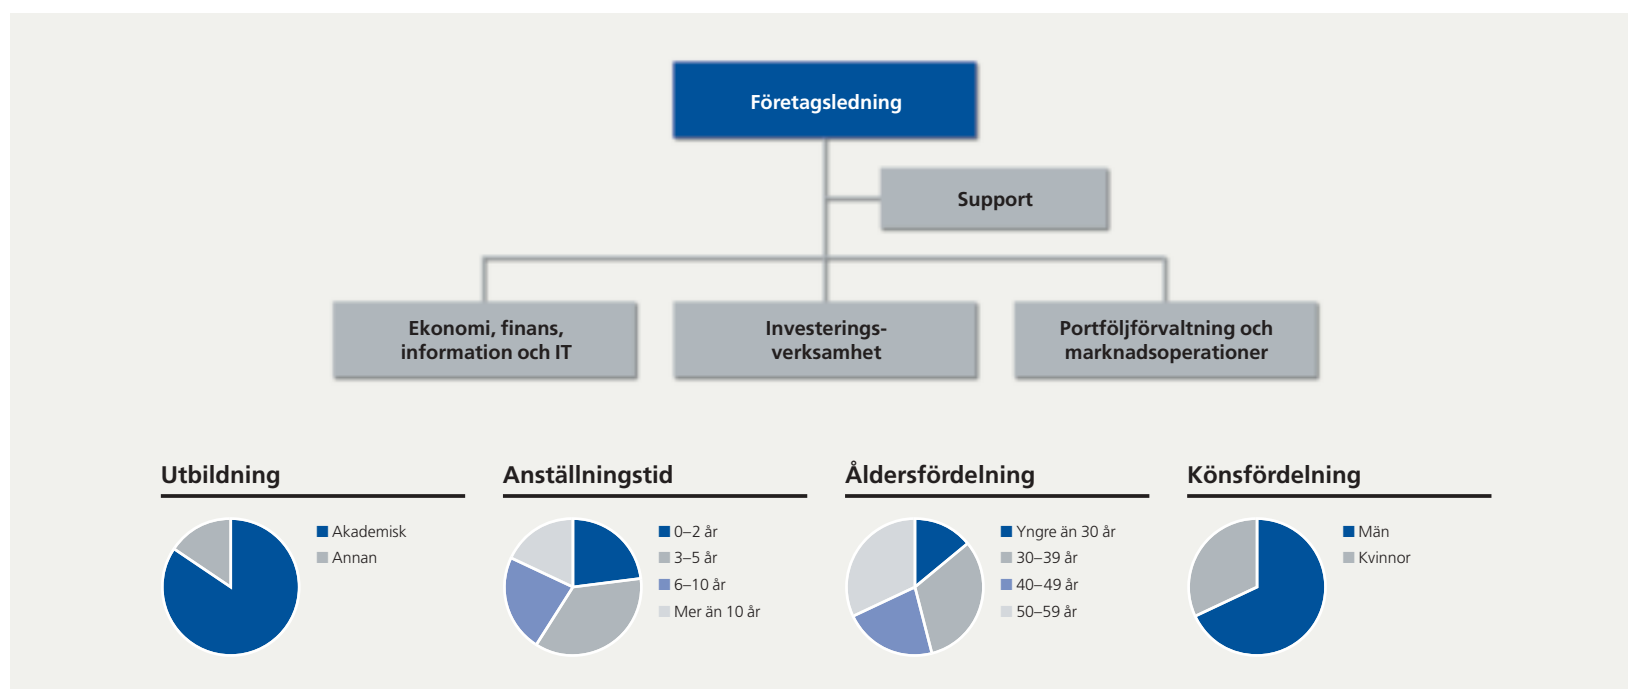 Företagsledning
Support
Ekonomi, finans,
information och IT
Investerings-
verksamhet
Portföljförvaltning och
marknadsoperationer
Utbildning
Akademisk
Annan
Anställningstid
0–2 år
3–5 år
6–10 år
Mer än 10 år
Åldersfördelning
Yngre än 30 år
30–39 år
40–49 år
50–59 år
Könsfördelning
Män
Kvinnor